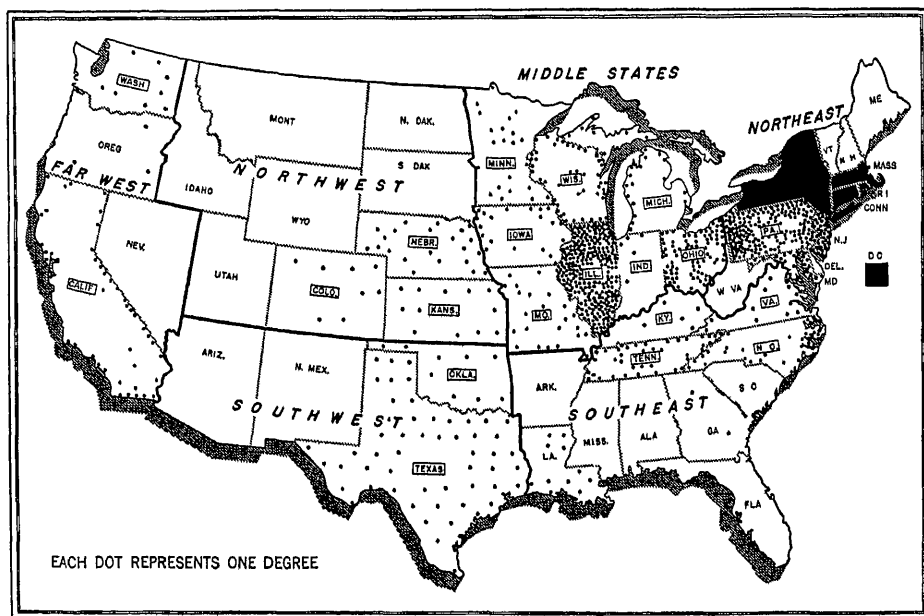 MIDDLE STATES
NORTHEAST
FAR WEST
NORTHWEST
SOUTHWEST
SOUTHEAST
WASH
MONT
N. DAK.
MINN.
ME
OREG
IDAHO
S DAK
WIS.
MICH.
VT
N H
MASS
R I
CONN
WYO
NEBR.
IOWA
PA.
N.J
NEV.
UTAH
COLO.
KANS.
MO.
ILL.
IND
OHIO
W VA
VA.
DEL.
MD
D C
CALIF
ARIZ.
N. MEX.
OKLA.
ARK.
KY.
TENN.
N C
S C
TEXAS
LA.
MISS.
ALA
GA
FLA
EACH DOT REPRESENTS ONE DEGREE